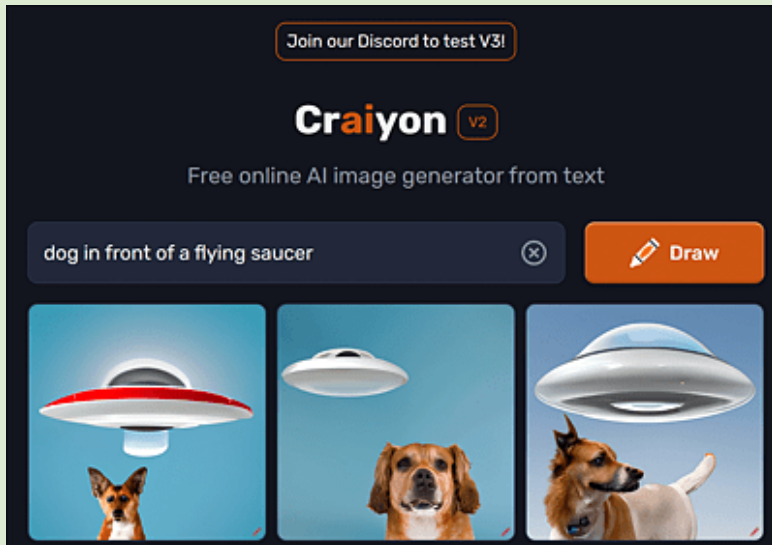 Join our Discord to test V3!
Craiyon V2
Free online AI image generator from text
dog in front of a flying saucer
Draw